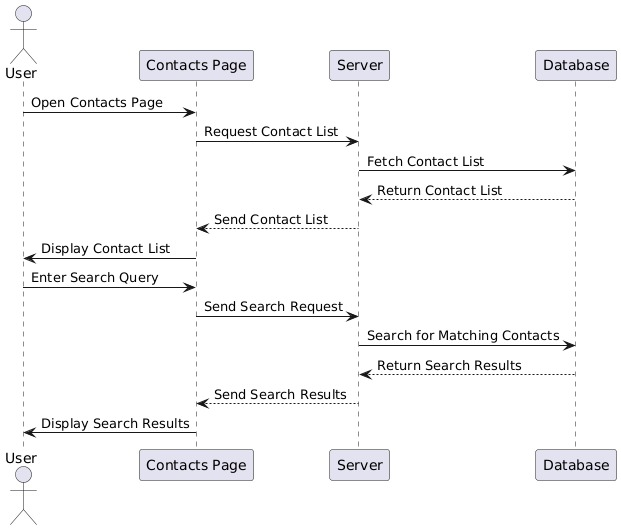 User
Contacts Page
Server
Database
Open Contacts Page
Request Contact List
Fetch Contact List
Return Contact List
Send Contact List
Display Contact List
Enter Search Query
Send Search Request
Search for Matching Contacts
Return Search Results
Send Search Results
Display Search Results
User
Contacts Page
Server
Database